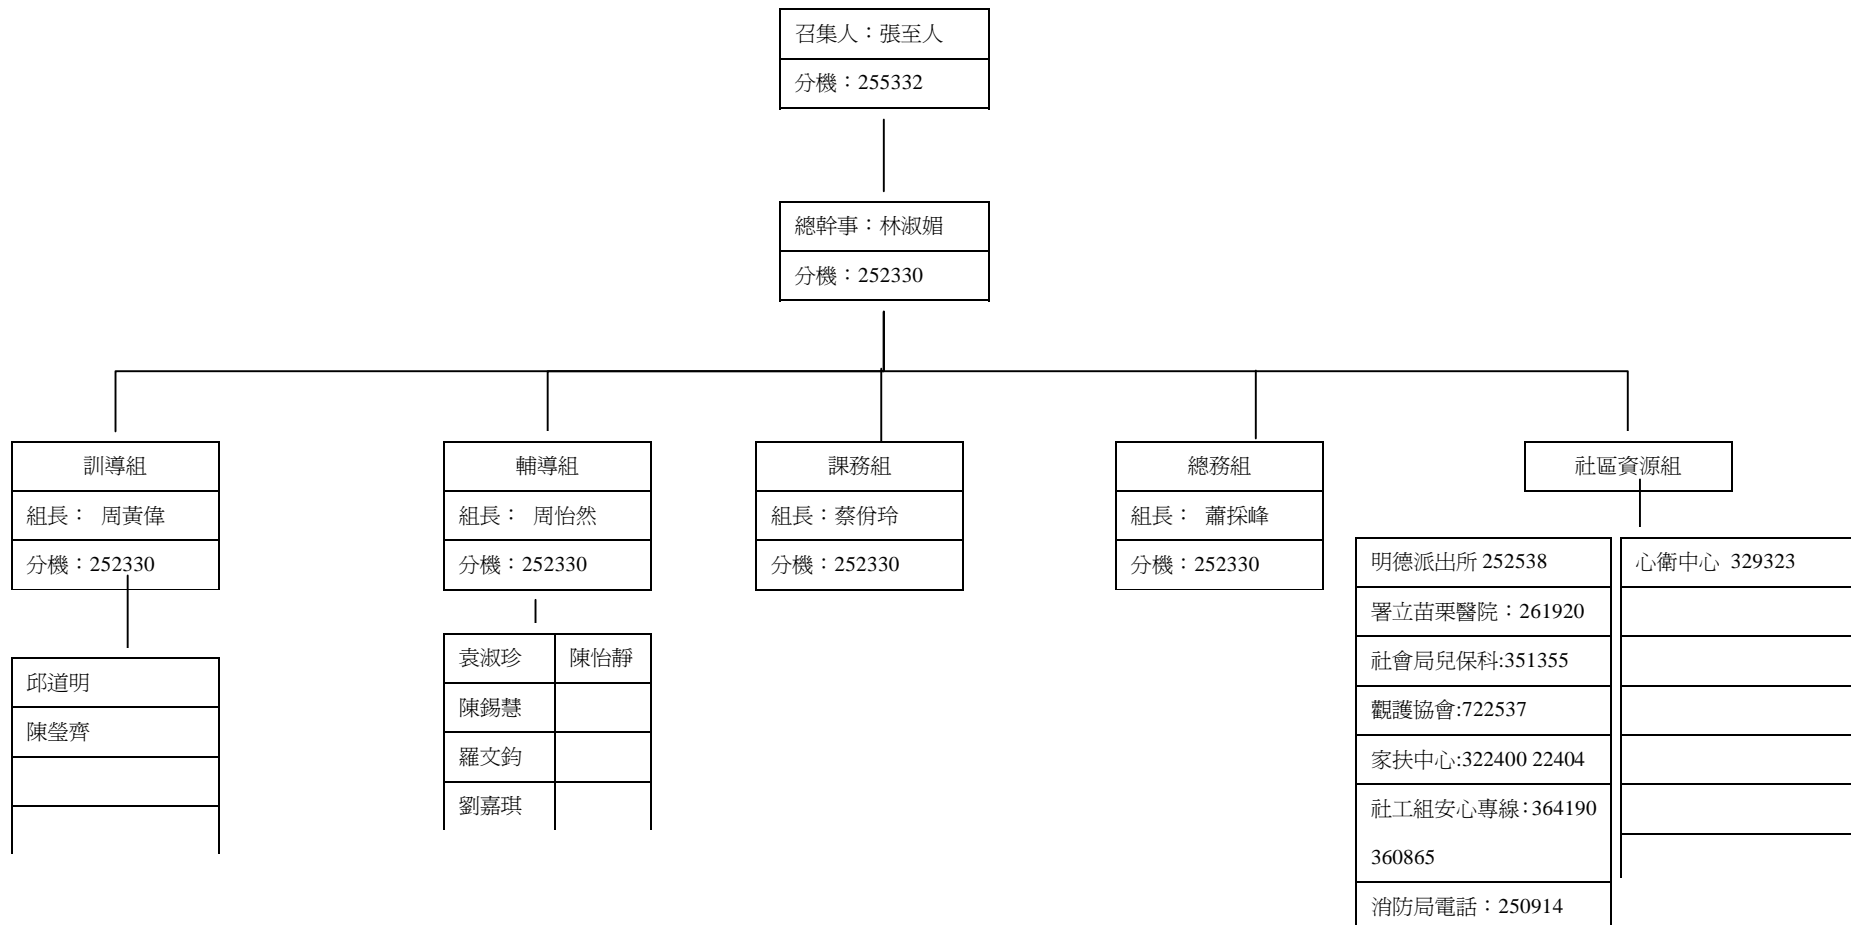 召集人：張至人
分機：255332
總幹事：林淑媚
分機：252330
訓導組
組長： 周黃偉
分機：252330
邱道明
陳瑩齊
輔導組
組長： 周怡然
分機：252330
袁淑珍 陳怡靜
陳錫慧
羅文鈞
劉嘉琪
課務組
組長：蔡佾玲
分機：252330
總務組
組長： 蕭採峰
分機：252330
社區資源組
明德派出所 252538
署立苗栗醫院：261920
社會局兒保科:351355
觀護協會:722537
家扶中心:322400 22404
社工組安心專線：364190
360865
消防局電話：250914
心衛中心 329323